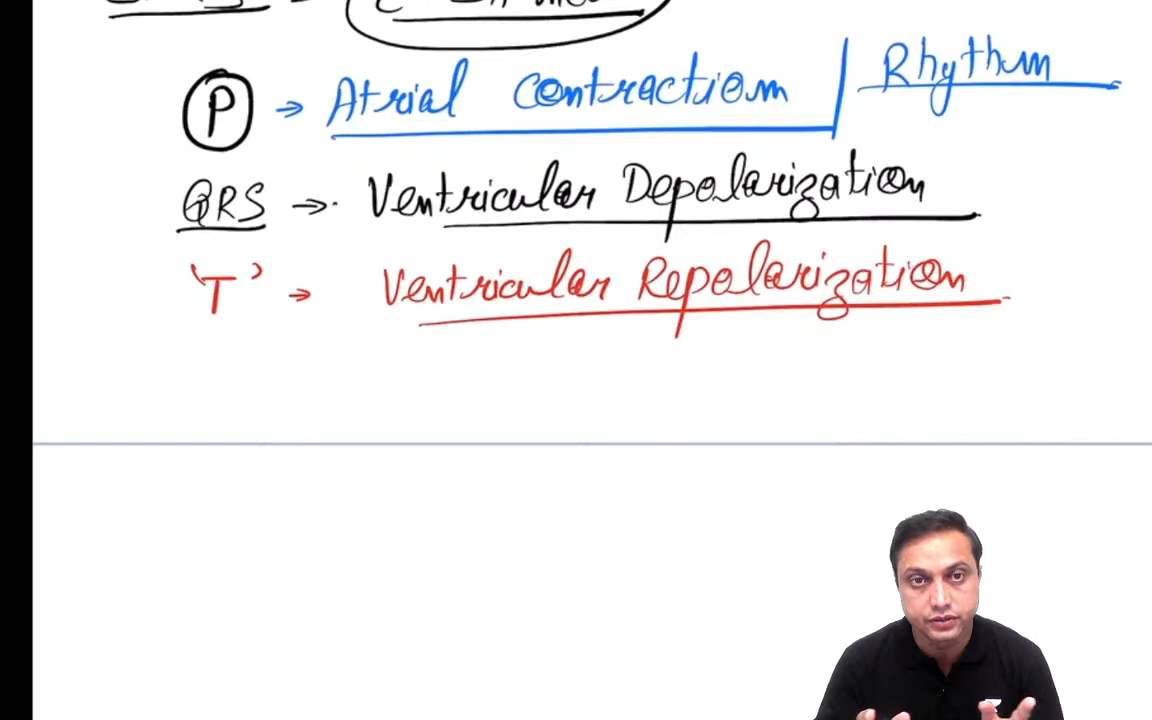 P → Atrial Contraction / Rhythm
QRS → Ventricular Depolarization
'T' → Ventricular Repolarization